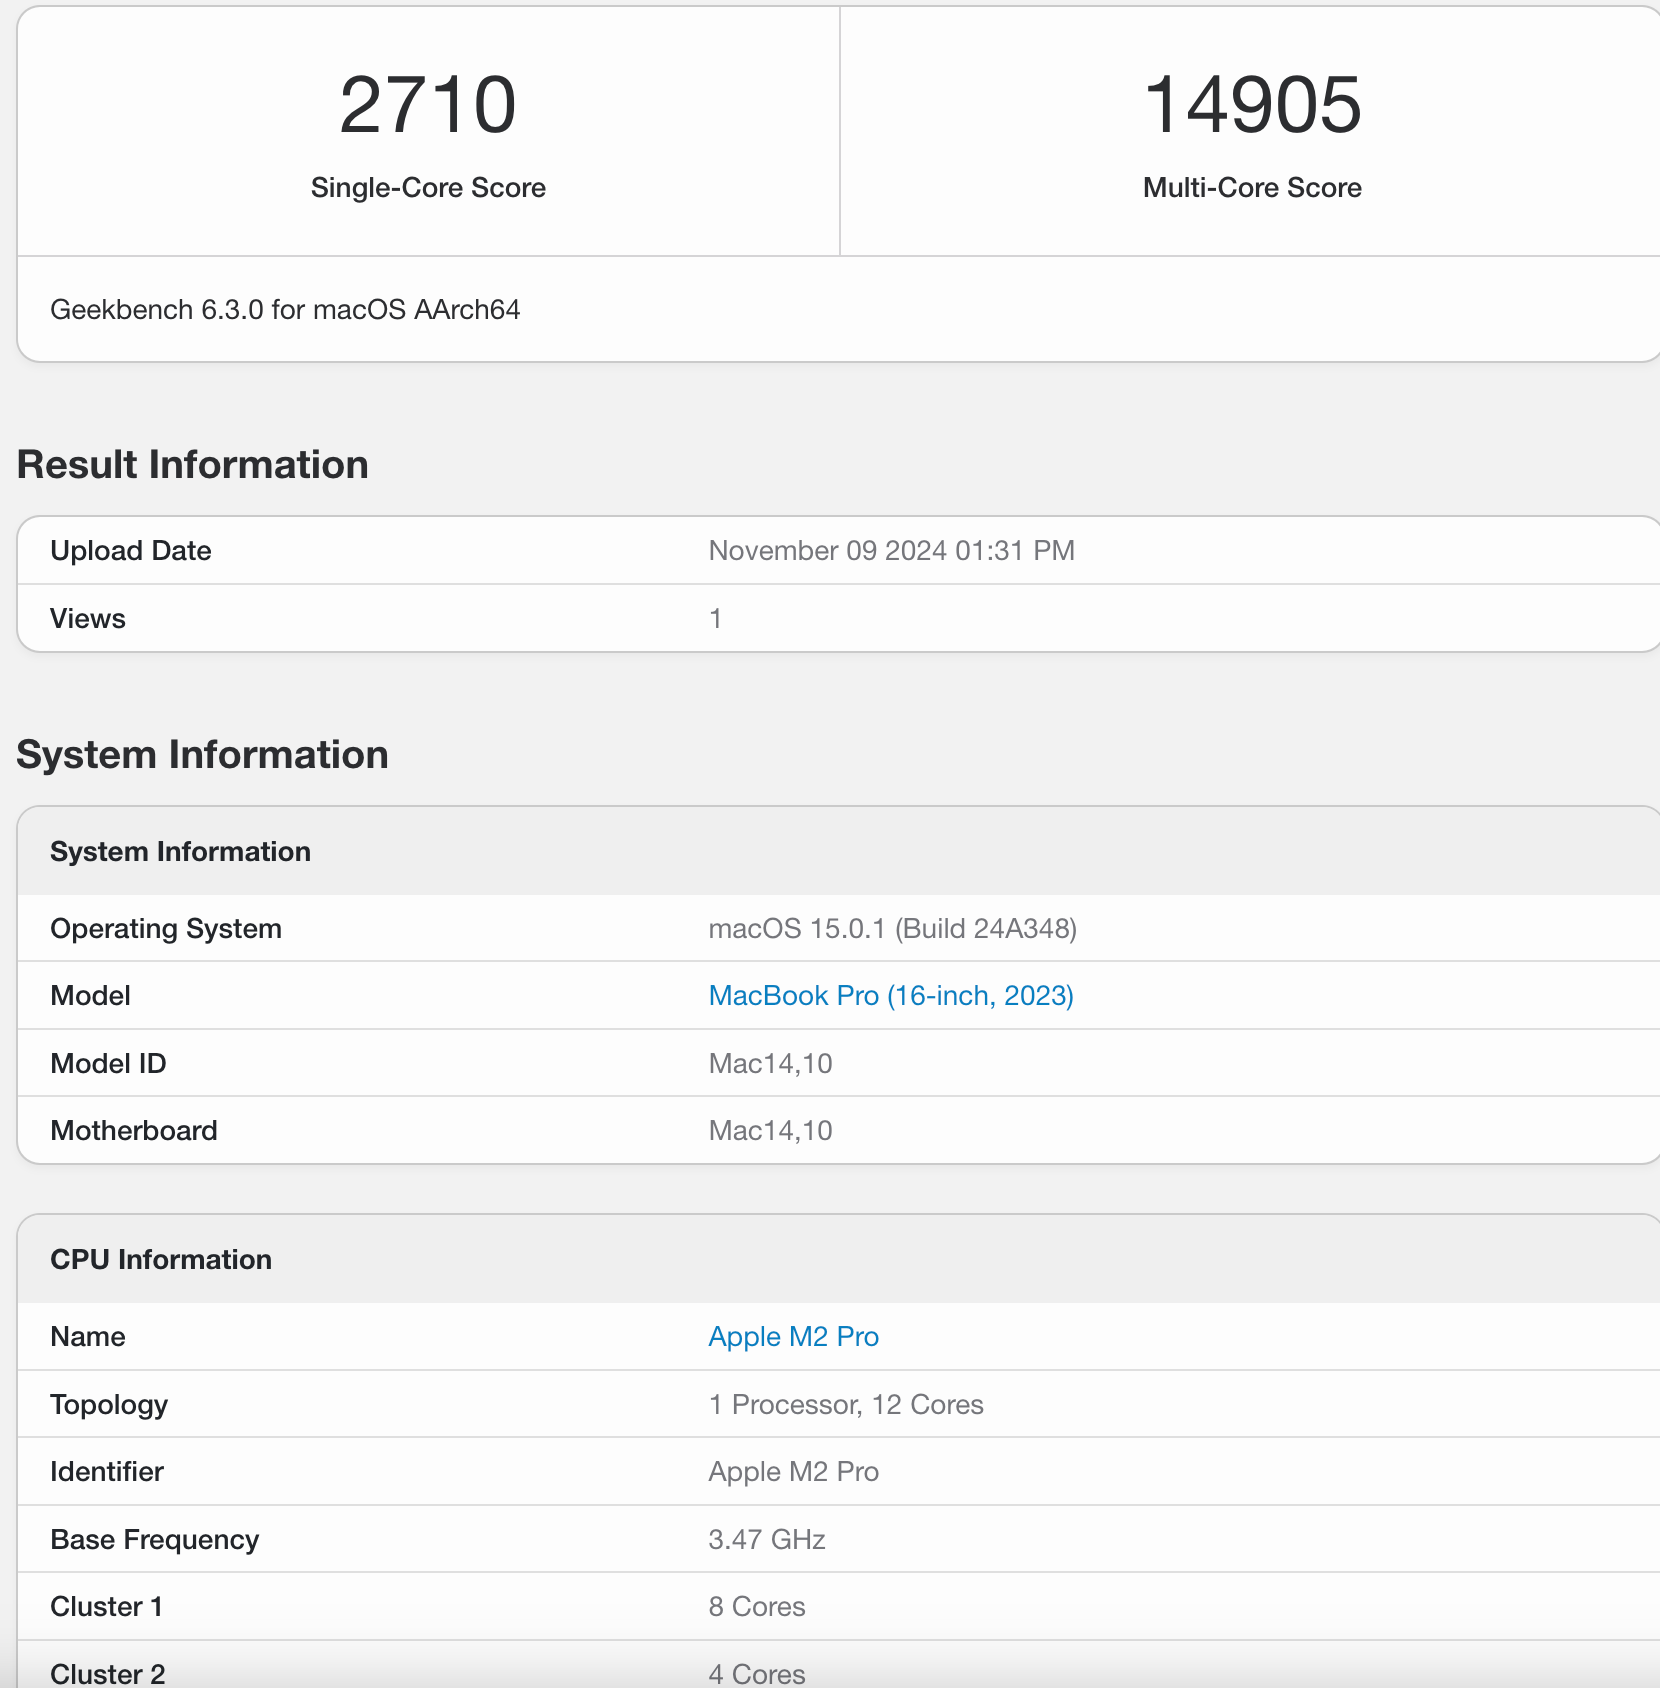 2710
Single-Core Score
14905
Multi-Core Score
Geekbench 6.3.0 for macOS AArch64
Result Information
Upload Date November 09 2024 01:31 PM
Views 1
System Information
System Information
Operating System macOS 15.0.1 (Build 24A348)
Model MacBook Pro (16-inch, 2023)
Model ID Mac14,10
Motherboard Mac14,10
CPU Information
Name Apple M2 Pro
Topology 1 Processor, 12 Cores
Identifier Apple M2 Pro
Base Frequency 3.47 GHz
Cluster 1 8 Cores
Cluster 2 4 Cores